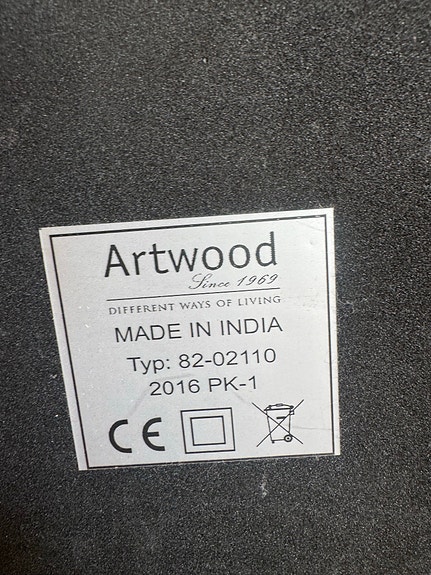 Artwood
Since 1969
DIFFERENT WAYS OF LIVING
MADE IN INDIA
Typ: 82-02110
2016 PK-1
CE